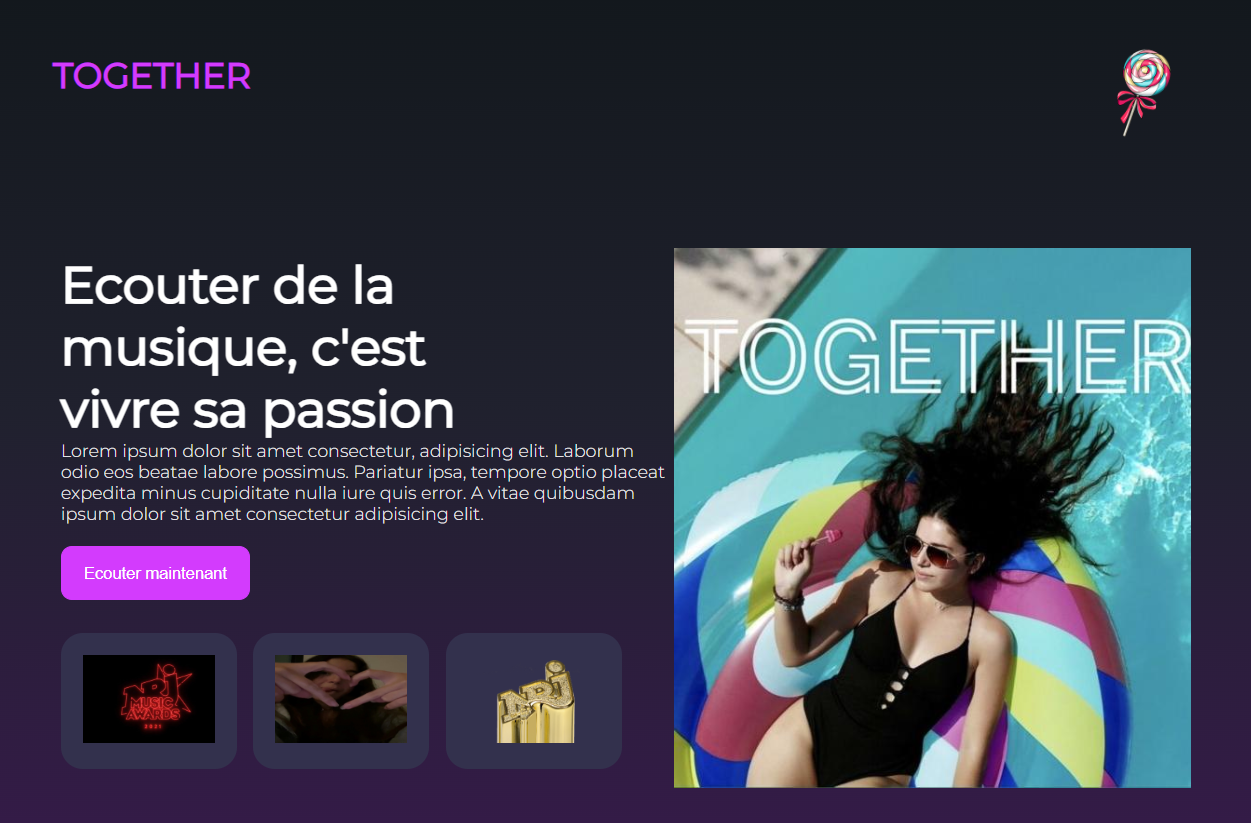 TOGETHER
Ecouter de la
musique, c'est
vivre sa passion
Lorem ipsum dolor sit amet consectetur, adipisicing elit. Laborum
odio eos beatae labore possimus. Pariatur ipsa, tempore optio placeat
expedita minus cupiditate nulla iure quis error. A vitae quibusdam
ipsum dolor sit amet consectetur adipisicing elit.
Ecouter maintenant
NRJ
MUSIC
AWARDS
2021
NRJ
TOGETHER